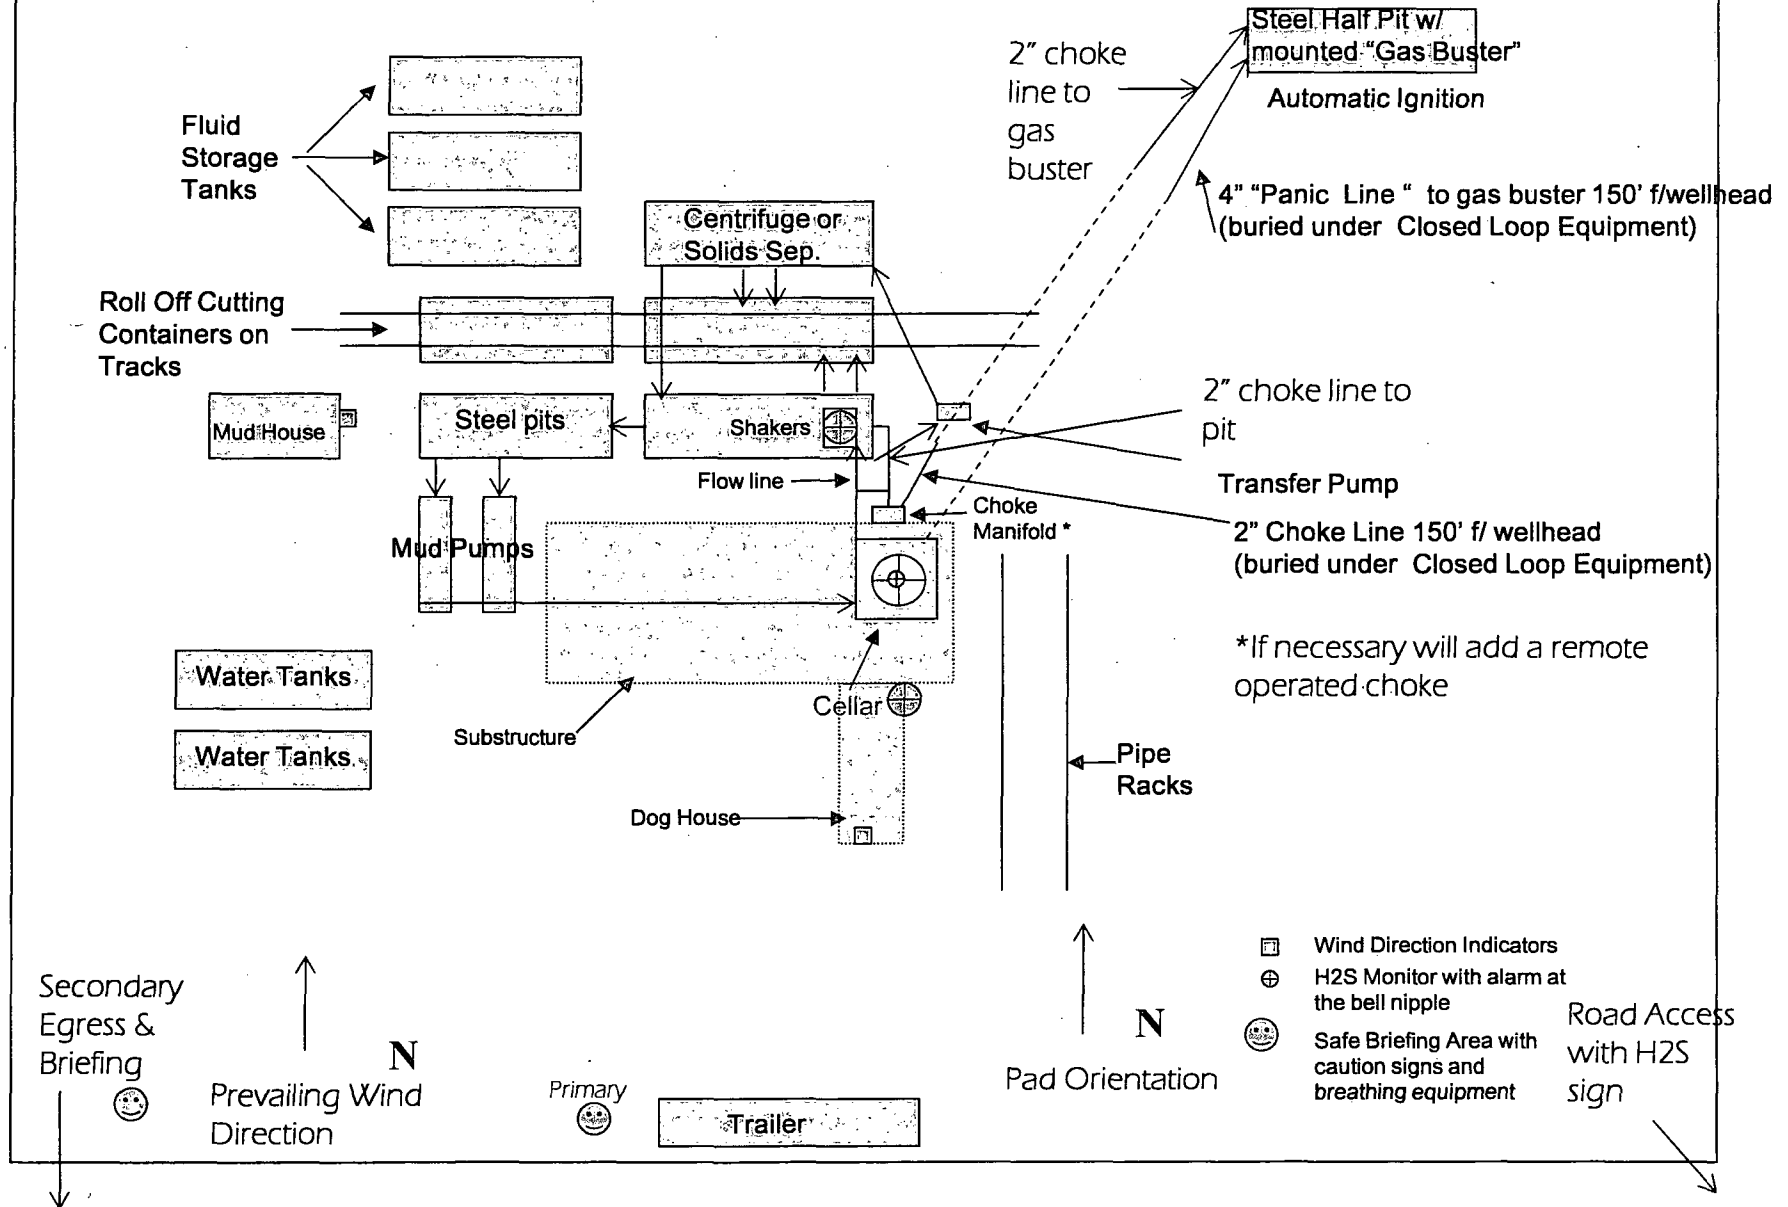 Steel Half Pit w/
mounted "Gas Buster"
Automatic Ignition
2" choke
line to
gas
buster
Fluid
Storage
Tanks
4" "Panic Line " to gas buster 150' f/wellhead
(buried under Closed Loop Equipment)
Centrifuge or
Solids Sep.
Roll Off Cutting
Containers on
Tracks
2" choke line to
pit
Mud House
Steel pits
Shakers
Flow line
Transfer Pump
Choke
Manifold *
2" Choke Line 150' f/ wellhead
(buried under Closed Loop Equipment)
Mud Pumps
*If necessary will add a remote
operated choke
Water Tanks
Cellar
Substructure
Water Tanks
Pipe
Racks
Dog House
Wind Direction Indicators
H2S Monitor with alarm at
the bell nipple
Safe Briefing Area with
caution signs and
breathing equipment
Secondary
Egress &
Briefing
N
Prevailing Wind
Direction
Primary
Trailer
N
Pad Orientation
Road Access
with H2S
sign